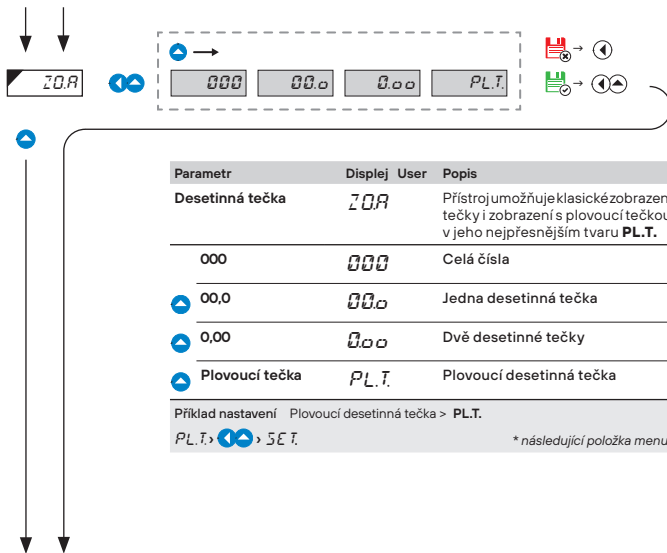 Z0.A 000 00.o 0.oo PL.T.
Parametr Displej User Popis
Desetinná tečka Z0.A Přístroj umožňuje klasické zobrazen
tečky i zobrazení s plovoucí tečkou
v jeho nejpřesnějším tvaru PL.T.
000 000 Celá čísla
00,0 00.o Jedna desetinná tečka
0,00 0.oo Dvě desetinné tečky
Plovoucí tečka PL.T. Plovoucí desetinná tečka
Příklad nastavení Plovoucí desetinná tečka > PL.T.
PL.T. › › SET. * následující položka menu